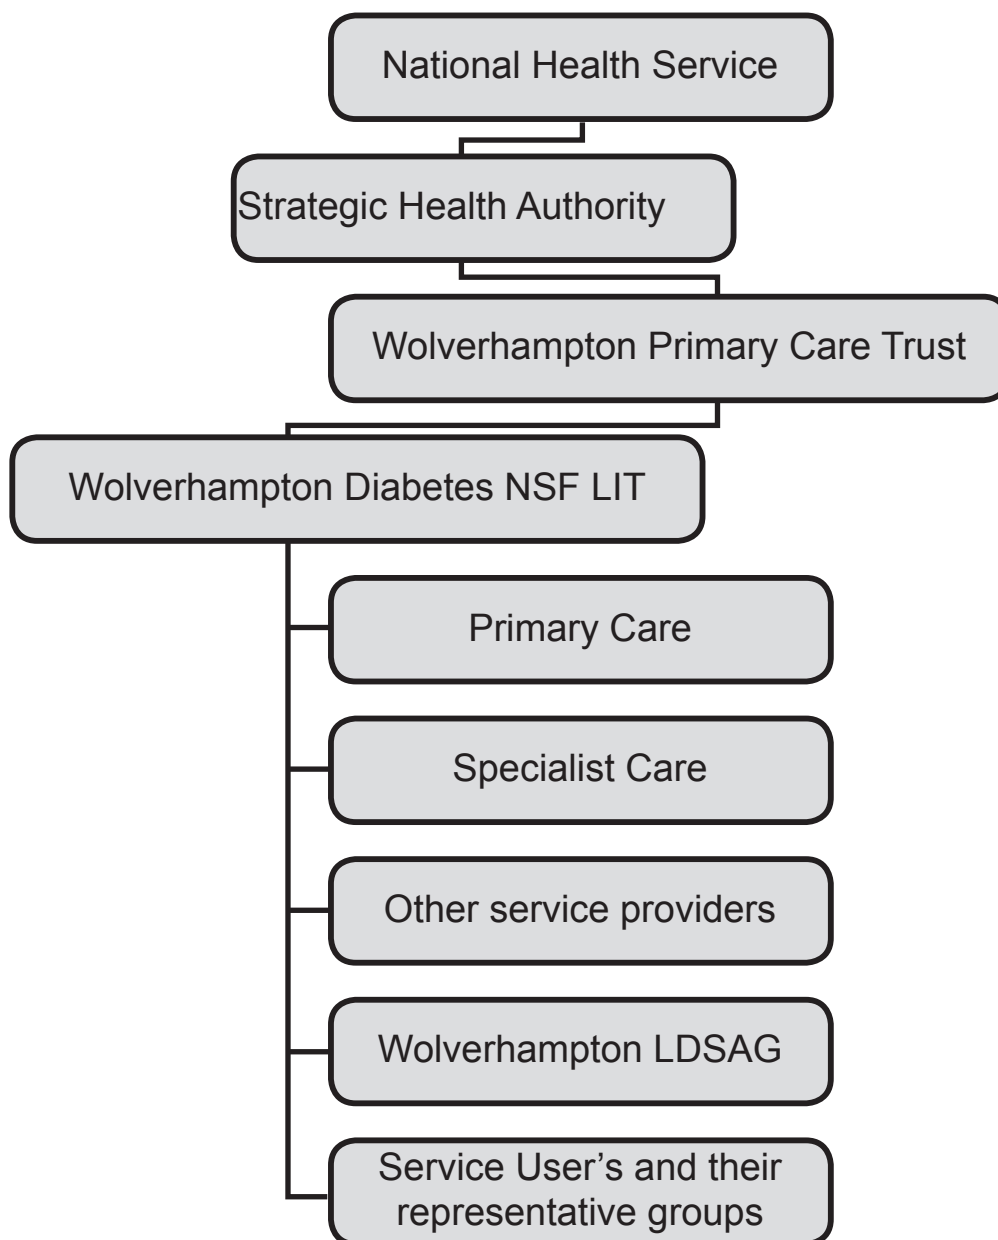 National Health Service
Strategic Health Authority
Wolverhampton Primary Care Trust
Wolverhampton Diabetes NSF LIT
Primary Care
Specialist Care
Other service providers
Wolverhampton LDSAG
Service User’s and their
representative groups